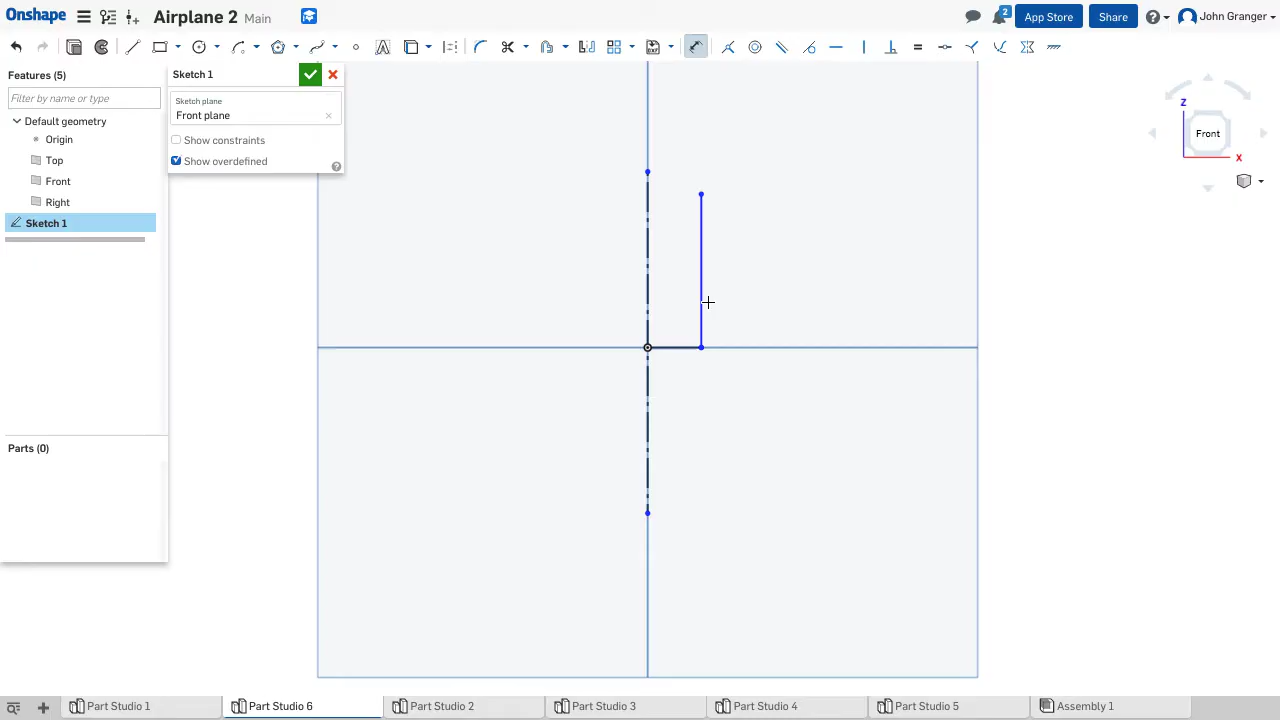 Onshape Airplane 2 Main 2 App Store Share John Granger
Features (5)
Filter by name or type
Default geometry
Origin
Top
Front
Right
Sketch 1
Parts (0)
Sketch 1
Sketch plane
Front plane
Show constraints
Show overdefined
Z
Front
X
Part Studio 1 Part Studio 6 Part Studio 2 Part Studio 3 Part Studio 4 Part Studio 5 Assembly 1